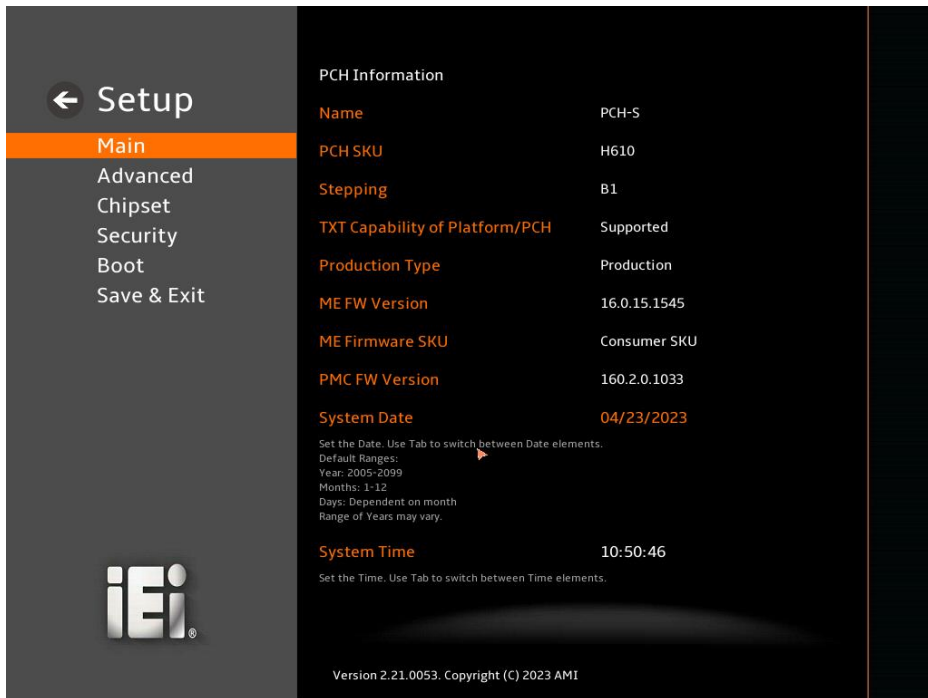 Setup
Main
Advanced
Chipset
Security
Boot
Save & Exit
PCH Information
Name PCH-S
PCH SKU H610
Stepping B1
TXT Capability of Platform/PCH Supported
Production Type Production
ME FW Version 16.0.15.1545
ME Firmware SKU Consumer SKU
PMC FW Version 160.2.0.1033
System Date 04/23/2023
Set the Date. Use Tab to switch between Date elements.
Default Ranges:
Year: 2005-2099
Months: 1-12
Days: Dependent on month
Range of Years may vary.
System Time 10:50:46
Set the Time. Use Tab to switch between Time elements.
iEi®
Version 2.21.0053. Copyright (C) 2023 AMI